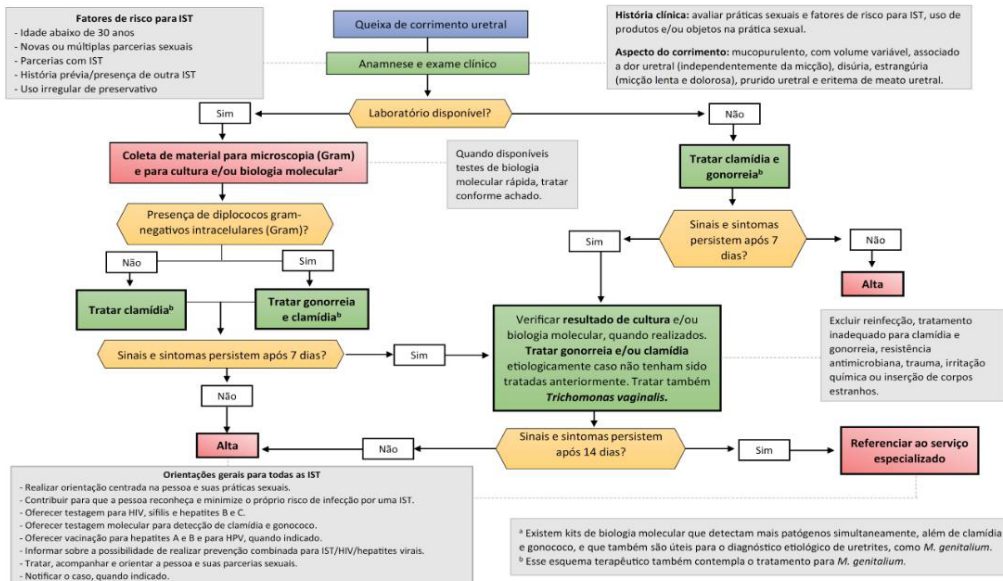 Fatores de risco para IST
- Idade abaixo de 30 anos
- Novas ou múltiplas parcerias sexuais
- Parcerias com IST
- História prévia/presença de outra IST
- Uso irregular de preservativo
Queixa de corrimento uretral
Anamnese e exame clínico
História clínica: avaliar práticas sexuais e fatores de risco para IST, uso de
produtos e/ou objetos na prática sexual.
Aspecto do corrimento: mucopurulento, com volume variável, associado
a dor uretral (independentemente da micção), disúria, estrangúria
(micção lenta e dolorosa), prurido uretral e eritema de meato uretral.
Laboratório disponível?
Sim
Não
Coleta de material para microscopia (Gram)
e para cultura e/ou biologia molecularᵃ
Quando disponíveis
testes de biologia
molecular rápida, tratar
conforme achado.
Tratar clamídia e
gonorreiaᵇ
Presença de diplococos gram-
negativos intracelulares (Gram)?
Sinais e sintomas
persistem após 7
dias?
Sim
Não
Não
Sim
Alta
Tratar clamídiaᵇ
Tratar gonorreia
e clamídiaᵇ
Verificar resultado de cultura e/ou
biologia molecular, quando realizados.
Tratar gonorreia e/ou clamídia
etiologicamente caso não tenham sido
tratadas anteriormente. Tratar também
Trichomonas vaginalis.
Excluir reinfecção, tratamento
inadequado para clamídia e
gonorreia, resistência
antimicrobiana, trauma, irritação
química ou inserção de corpos
estranhos.
Sinais e sintomas persistem após 7 dias?
Sim
Não
Alta
Não
Sinais e sintomas persistem
após 14 dias?
Sim
Referenciar ao serviço
especializado
Orientações gerais para todas as IST
- Realizar orientação centrada na pessoa e suas práticas sexuais.
- Contribuir para que a pessoa reconheça e minimize o próprio risco de infecção por uma IST.
- Oferecer testagem para HIV, sífilis e hepatites B e C.
- Oferecer testagem molecular para detecção de clamídia e gonococo.
- Oferecer vacinação para hepatites A e B e para HPV, quando indicado.
- Informar sobre a possibilidade de realizar prevenção combinada para IST/HIV/hepatites virais.
- Tratar, acompanhar e orientar a pessoa e suas parcerias sexuais.
- Notificar o caso, quando indicado.
ᵃ Existem kits de biologia molecular que detectam mais patógenos simultaneamente, além de clamídia
e gonococo, e que também são úteis para o diagnóstico etiológico de uretrites, como M. genitalium.
ᵇ Esse esquema terapêutico também contempla o tratamento para M. genitalium.